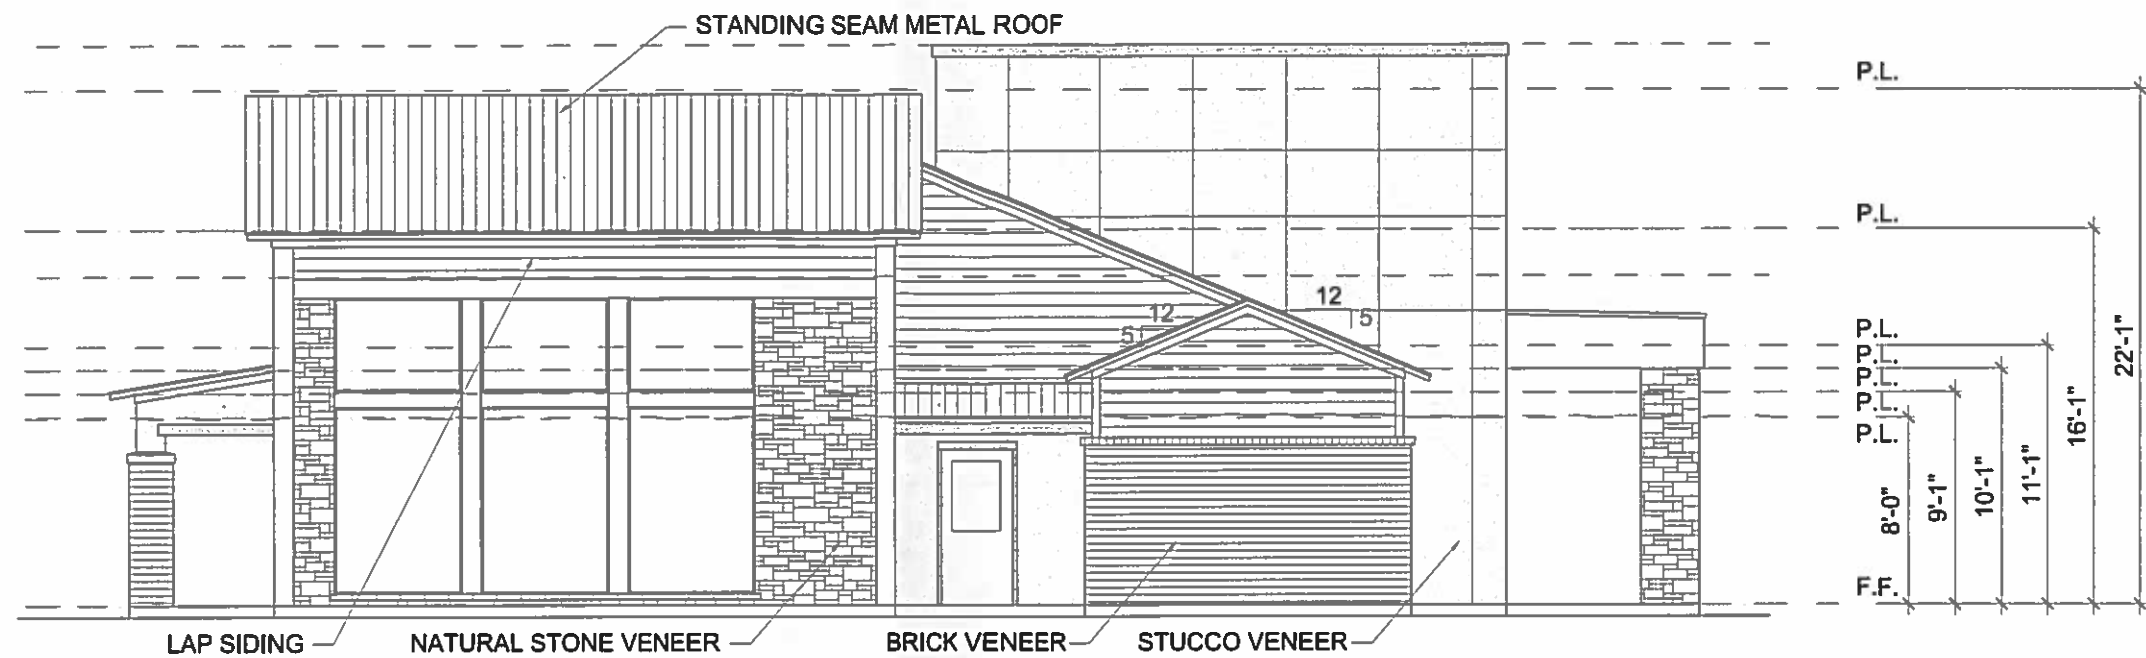 STANDING SEAM METAL ROOF
P.L.
P.L.
12
12
5
5
P.L.
P.L.
P.L.
P.L.
P.L.
22'-1"
16'-1"
11'-1"
10'-1"
9'-1"
8'-0"
F.F.
LAP SIDING
NATURAL STONE VENEER
BRICK VENEER
STUCCO VENEER